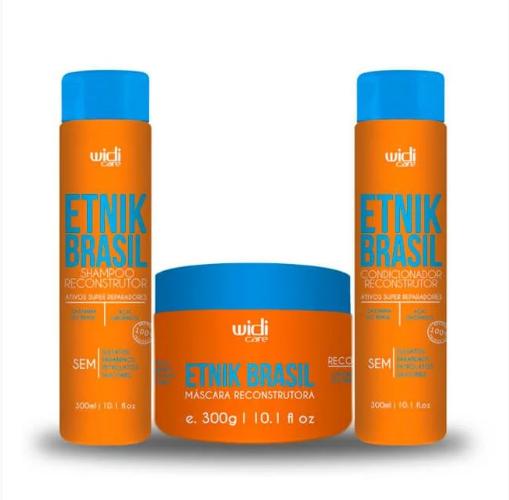 widi
care
ETNIK
BRASIL
SHAMPOO
RECONSTRUTOR
ATIVOS SUPER REPARADORES
SEM
300ml | 10.1 fl oz
widi
care
ETNIK BRASIL
MÁSCARA RECONSTRUTORA
e. 300g | 10.1 fl oz
RECO
widi
care
ETNIK
BRASIL
CONDICIONADOR
RECONSTRUTOR
ATIVOS SUPER REPARADORES
SEM
300ml | 10.1 fl oz